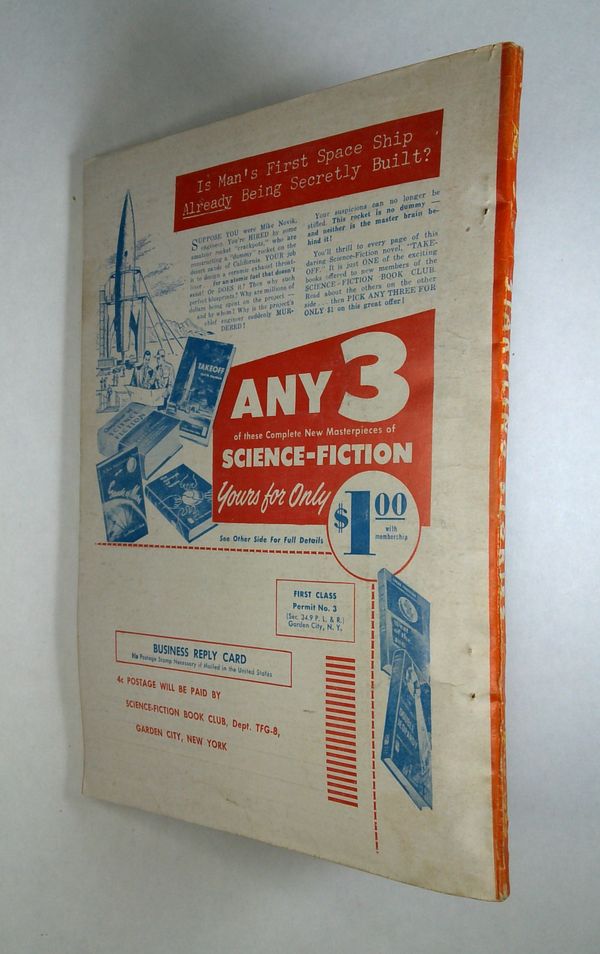 Is Man's First Space Ship
Already Being Secretly Built?
SUPPOSE YOU were Mike Novik,
engineer. You're HIRED by some
amateur rocket "crackpots," who are
constructing a "dummy" rocket on the
desert sands of California. YOUR job
is to design a ceramic exhaust throat-
liner. For an atomic fuel that doesn't
exist! Or DOES it? Then why such
perfect blueprints? Why are millions of
dollars being spent on the project —
and by whom? Why is the project's
chief engineer suddenly MUR-
DERED!
Your suspicions can no longer be
stifled. This rocket is no dummy —
and neither is the master brain be-
hind it!
You'll thrill to every page of this
daring Science-Fiction novel, "TAKE-
OFF." It is just ONE of the exciting
books offered to new members of the
SCIENCE-FICTION BOOK CLUB.
Read about the others on the other
side... then PICK ANY THREE FOR
ONLY $1 on this great offer!
TAKEOFF
SCIENCE
FICTION
ANY 3
of these Complete New Masterpieces of
SCIENCE-FICTION
Yours for Only
$1.00
with
membership
See Other Side For Full Details
FIRST CLASS
Permit No. 3
(Sec. 34.9 P. L. & R.)
Garden City, N. Y.
BUSINESS REPLY CARD
No Postage Stamp Necessary if Mailed in the United States
4c POSTAGE WILL BE PAID BY
SCIENCE-FICTION BOOK CLUB, Dept. TFG-8,
GARDEN CITY, NEW YORK